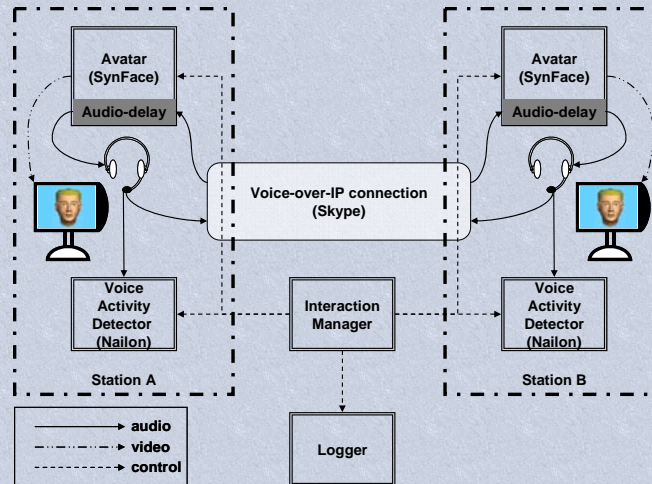 Avatar
(SynFace)
Audio-delay
Avatar
(SynFace)
Audio-delay
Voice-over-IP connection
(Skype)
Voice
Activity
Detector
(Nailon)
Interaction
Manager
Voice
Activity
Detector
(Nailon)
Station A
Station B
audio
video
control
Logger